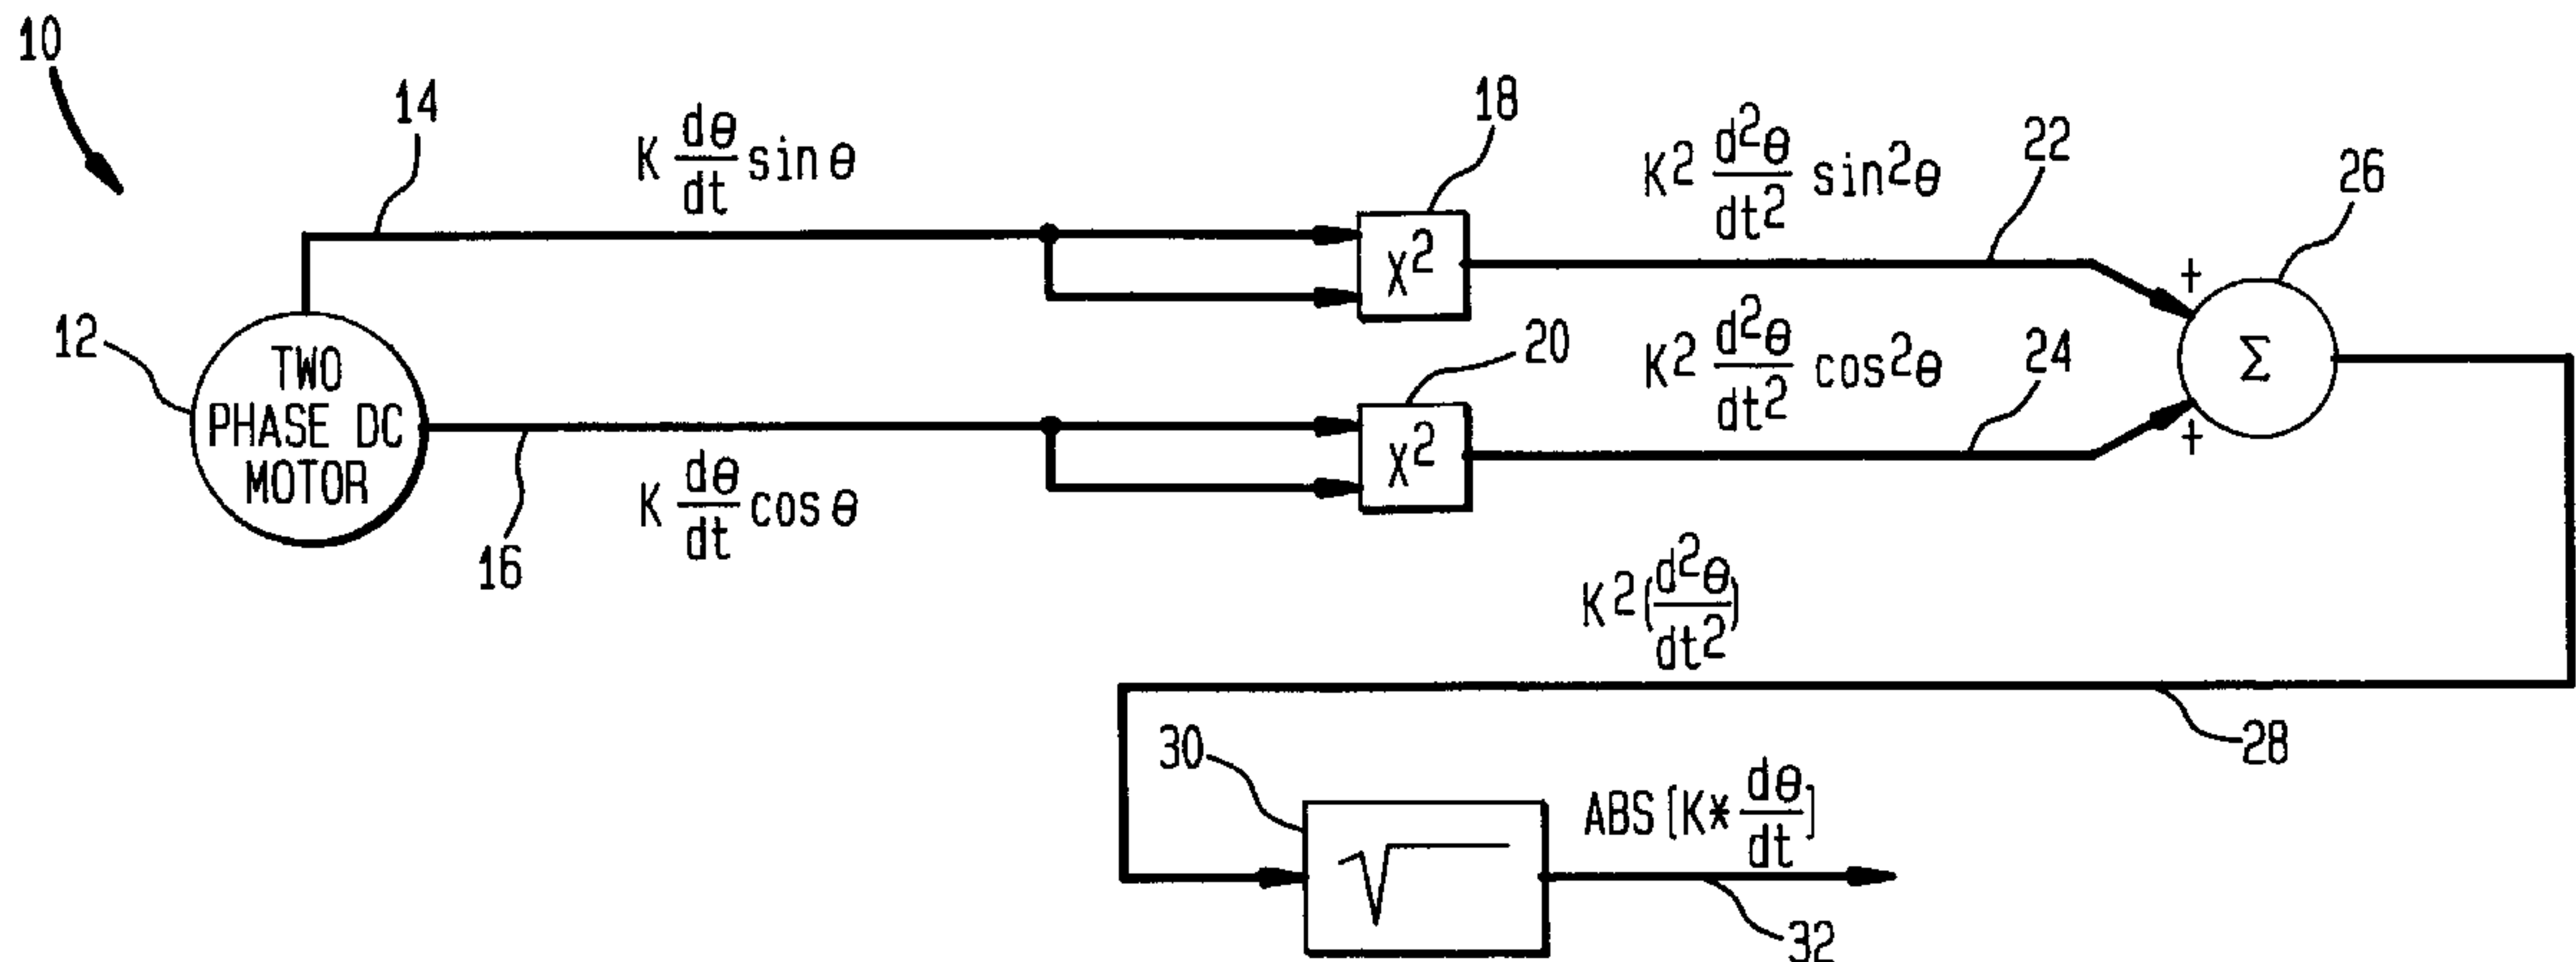 10
14
K dθ/dt sin θ
18
K² d²θ/dt² sin²θ
22
26
+
X²
Σ
12
TWO
PHASE DC
MOTOR
16
K dθ/dt cos θ
20
X²
K² d²θ/dt² cos²θ
24
+
K² (d²θ/dt²)
28
30
√
ABS [K* dθ/dt]
32